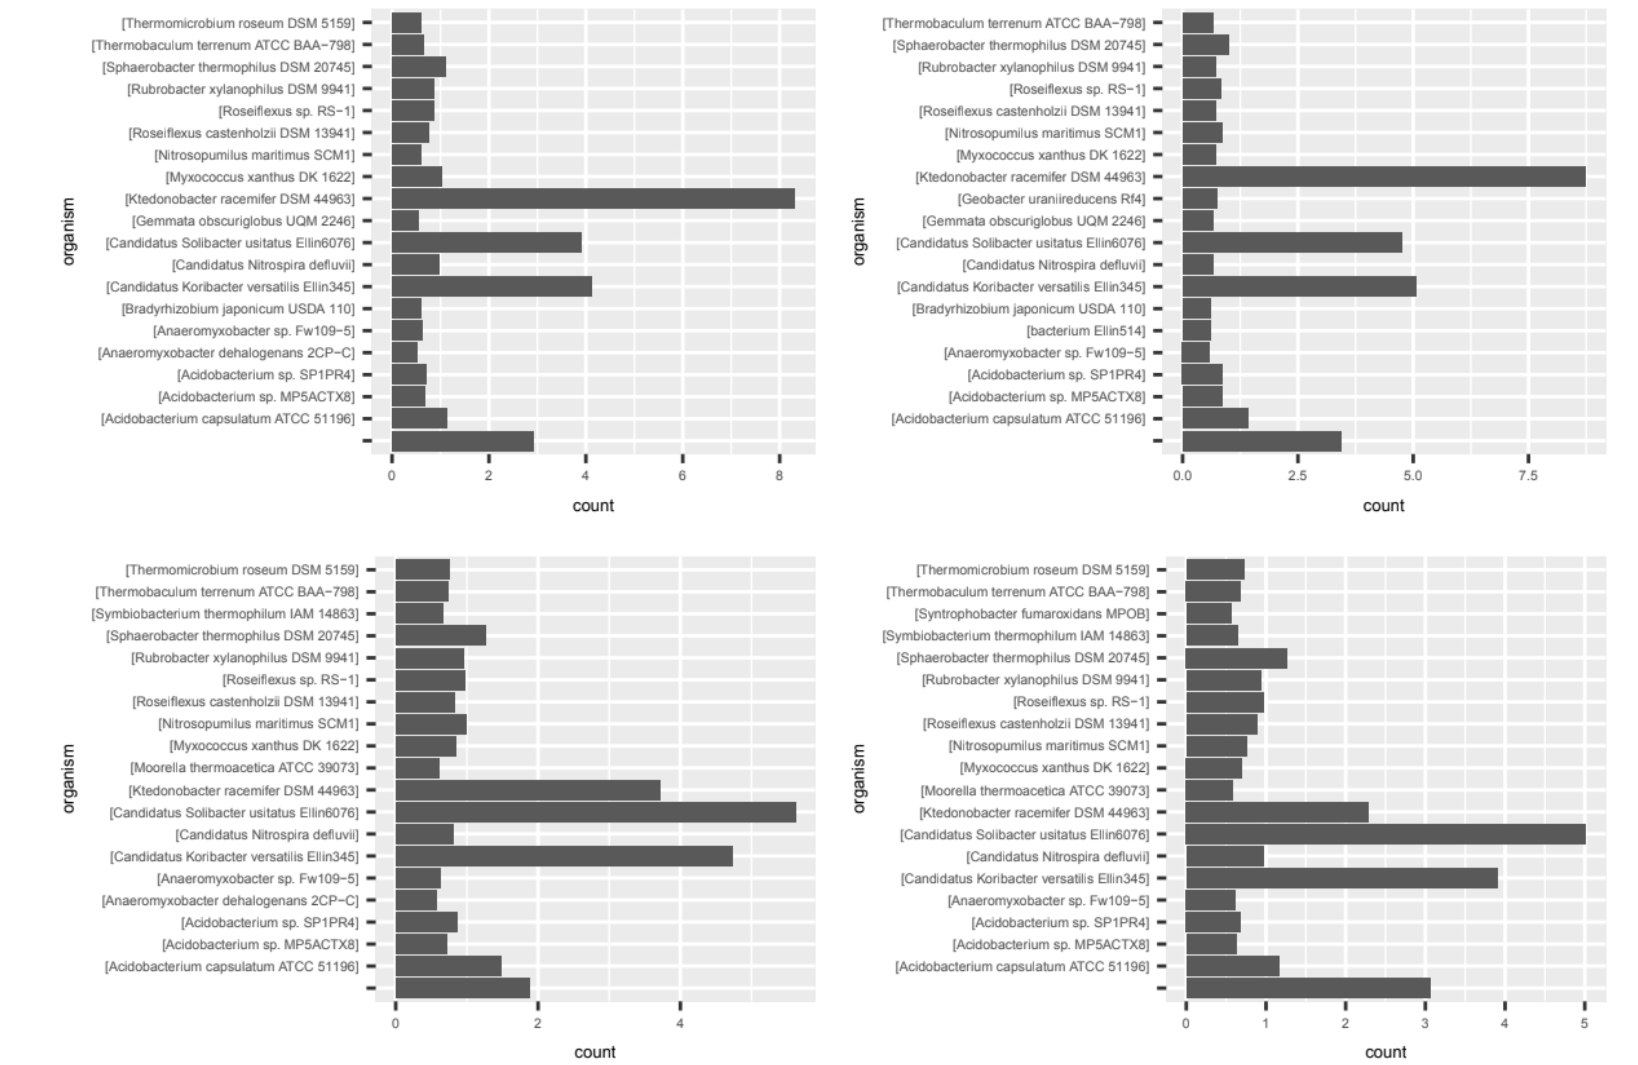 [Thermomicrobium roseum DSM 5159]
[Thermobaculum terrenum ATCC BAA−798]
[Sphaerobacter thermophilus DSM 20745]
[Rubrobacter xylanophilus DSM 9941]
[Roseiflexus sp. RS−1]
[Roseiflexus castenholzii DSM 13941]
[Nitrosopumilus maritimus SCM1]
[Myxococcus xanthus DK 1622]
[Ktedonobacter racemifer DSM 44963]
[Gemmata obscuriglobus UQM 2246]
[Candidatus Solibacter usitatus Ellin6076]
[Candidatus Nitrospira defluvii]
[Candidatus Koribacter versatilis Ellin345]
[Bradyrhizobium japonicum USDA 110]
[Anaeromyxobacter sp. Fw109−5]
[Anaeromyxobacter dehalogenans 2CP−C]
[Acidobacterium sp. SP1PR4]
[Acidobacterium sp. MP5ACTX8]
[Acidobacterium capsulatum ATCC 51196]
organism
0 2 4 6 8
count
[Thermobaculum terrenum ATCC BAA−798]
[Sphaerobacter thermophilus DSM 20745]
[Rubrobacter xylanophilus DSM 9941]
[Roseiflexus sp. RS−1]
[Roseiflexus castenholzii DSM 13941]
[Nitrosopumilus maritimus SCM1]
[Myxococcus xanthus DK 1622]
[Ktedonobacter racemifer DSM 44963]
[Geobacter uraniireducens Rf4]
[Gemmata obscuriglobus UQM 2246]
[Candidatus Solibacter usitatus Ellin6076]
[Candidatus Nitrospira defluvii]
[Candidatus Koribacter versatilis Ellin345]
[Bradyrhizobium japonicum USDA 110]
[bacterium Ellin514]
[Anaeromyxobacter sp. Fw109−5]
[Acidobacterium sp. SP1PR4]
[Acidobacterium sp. MP5ACTX8]
[Acidobacterium capsulatum ATCC 51196]
organism
0.0 2.5 5.0 7.5
count
[Thermomicrobium roseum DSM 5159]
[Thermobaculum terrenum ATCC BAA−798]
[Symbiobacterium thermophilum IAM 14863]
[Sphaerobacter thermophilus DSM 20745]
[Rubrobacter xylanophilus DSM 9941]
[Roseiflexus sp. RS−1]
[Roseiflexus castenholzii DSM 13941]
[Nitrosopumilus maritimus SCM1]
[Myxococcus xanthus DK 1622]
[Moorella thermoacetica ATCC 39073]
[Ktedonobacter racemifer DSM 44963]
[Candidatus Solibacter usitatus Ellin6076]
[Candidatus Nitrospira defluvii]
[Candidatus Koribacter versatilis Ellin345]
[Anaeromyxobacter sp. Fw109−5]
[Anaeromyxobacter dehalogenans 2CP−C]
[Acidobacterium sp. SP1PR4]
[Acidobacterium sp. MP5ACTX8]
[Acidobacterium capsulatum ATCC 51196]
organism
0 2 4
count
[Thermomicrobium roseum DSM 5159]
[Thermobaculum terrenum ATCC BAA−798]
[Syntrophobacter fumaroxidans MPOB]
[Symbiobacterium thermophilum IAM 14863]
[Sphaerobacter thermophilus DSM 20745]
[Rubrobacter xylanophilus DSM 9941]
[Roseiflexus sp. RS−1]
[Roseiflexus castenholzii DSM 13941]
[Nitrosopumilus maritimus SCM1]
[Myxococcus xanthus DK 1622]
[Moorella thermoacetica ATCC 39073]
[Ktedonobacter racemifer DSM 44963]
[Candidatus Solibacter usitatus Ellin6076]
[Candidatus Nitrospira defluvii]
[Candidatus Koribacter versatilis Ellin345]
[Anaeromyxobacter sp. Fw109−5]
[Acidobacterium sp. SP1PR4]
[Acidobacterium sp. MP5ACTX8]
[Acidobacterium capsulatum ATCC 51196]
organism
0 1 2 3 4 5
count